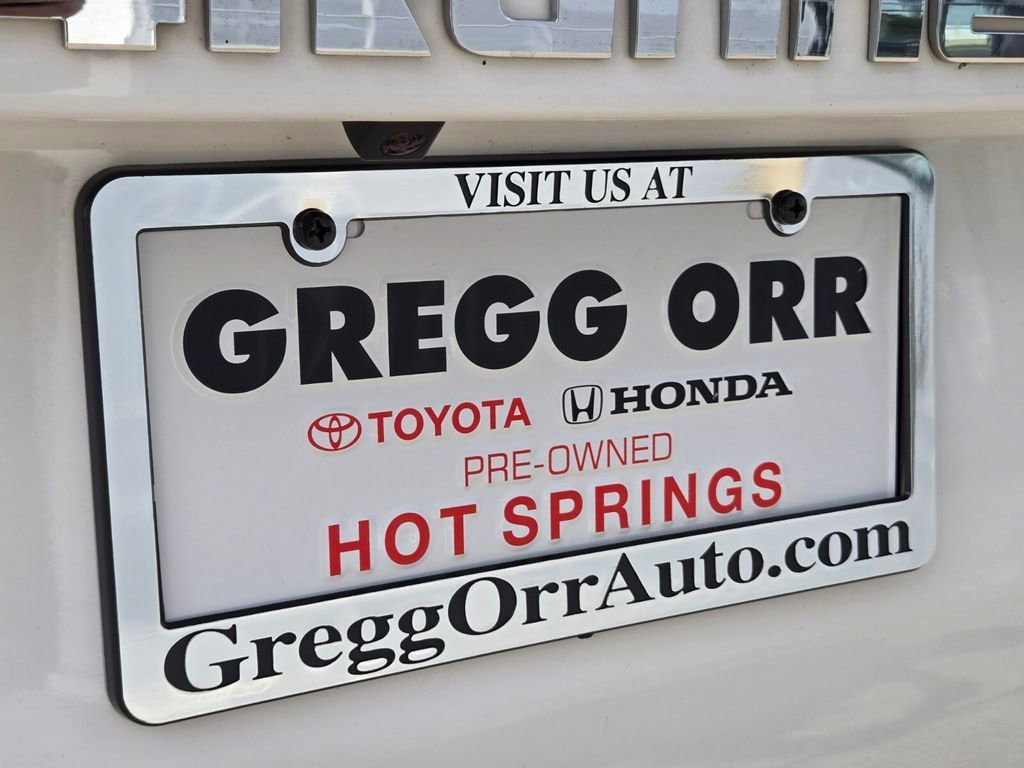 VISIT US AT
GREGG ORR
TOYOTA HONDA
PRE-OWNED
HOT SPRINGS
GreggOrrAuto.com